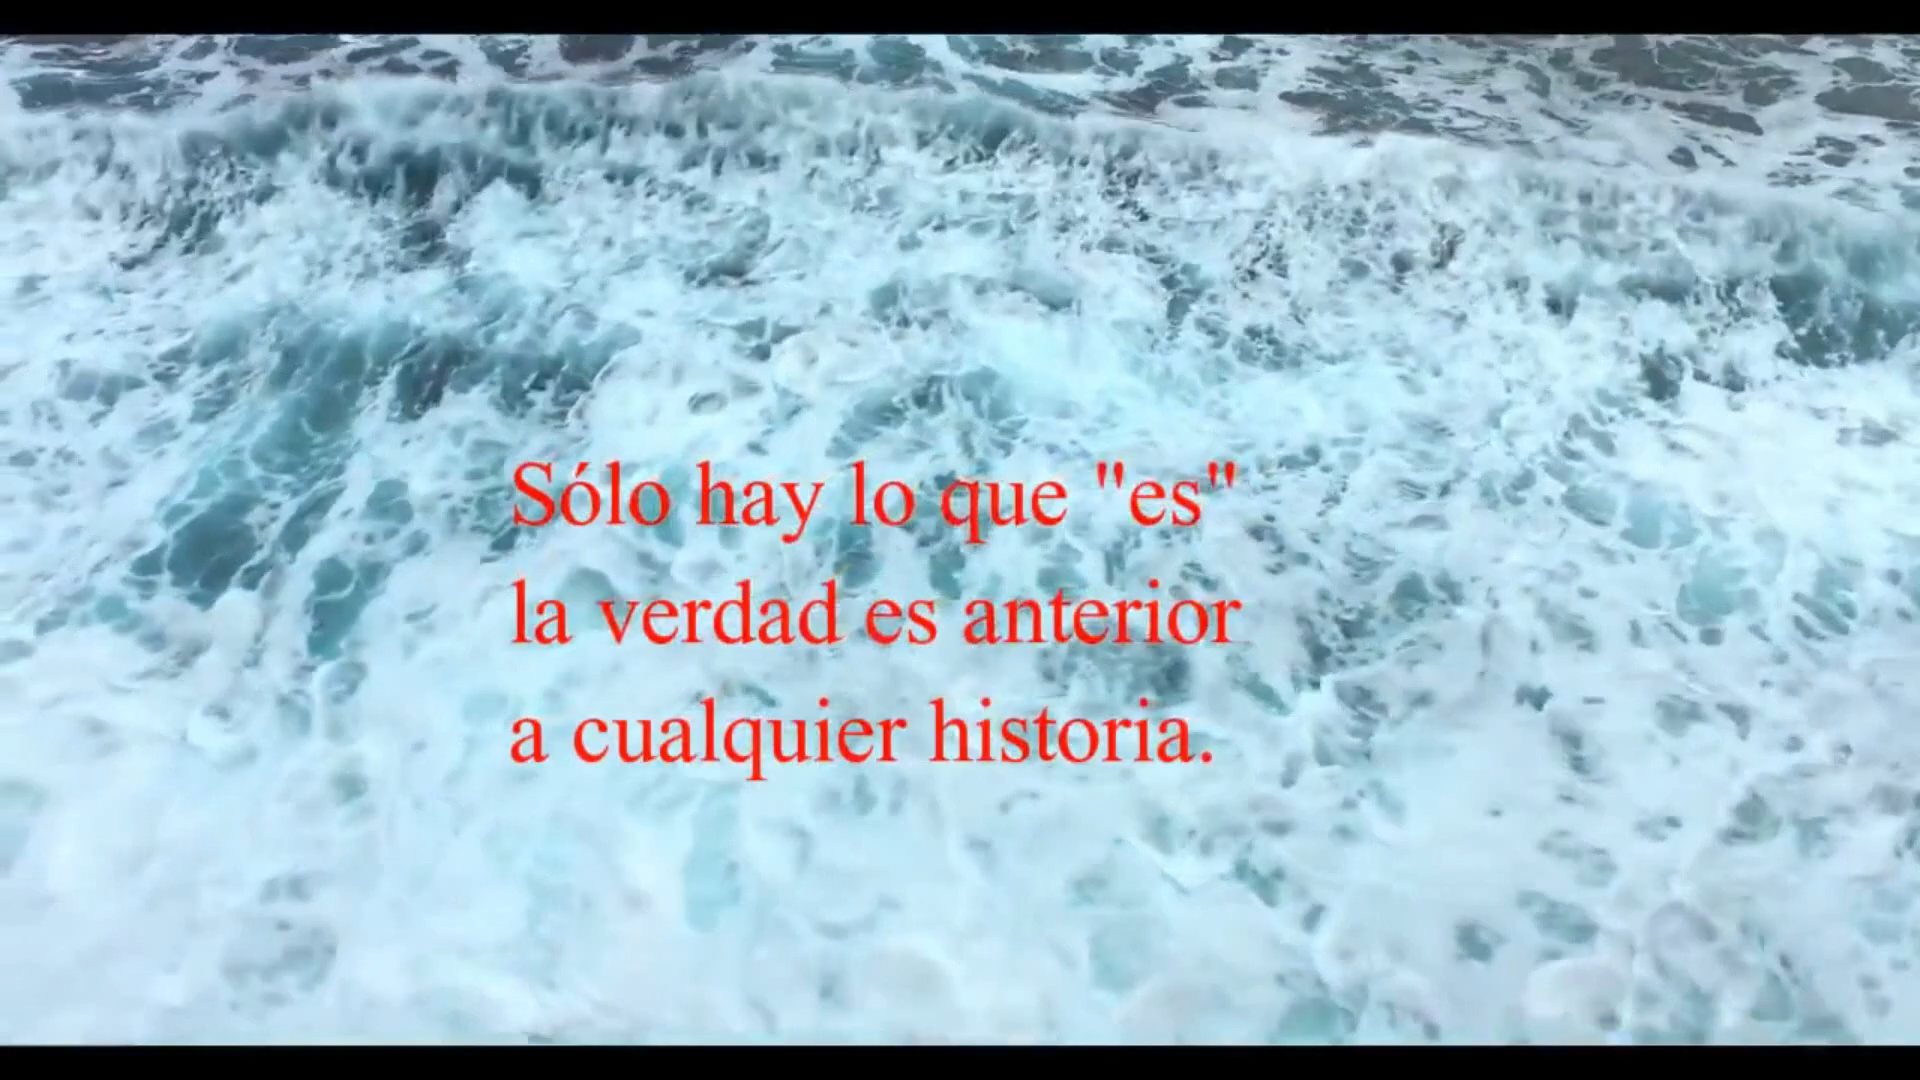 Sólo hay lo que "es"
la verdad es anterior
a cualquier historia.